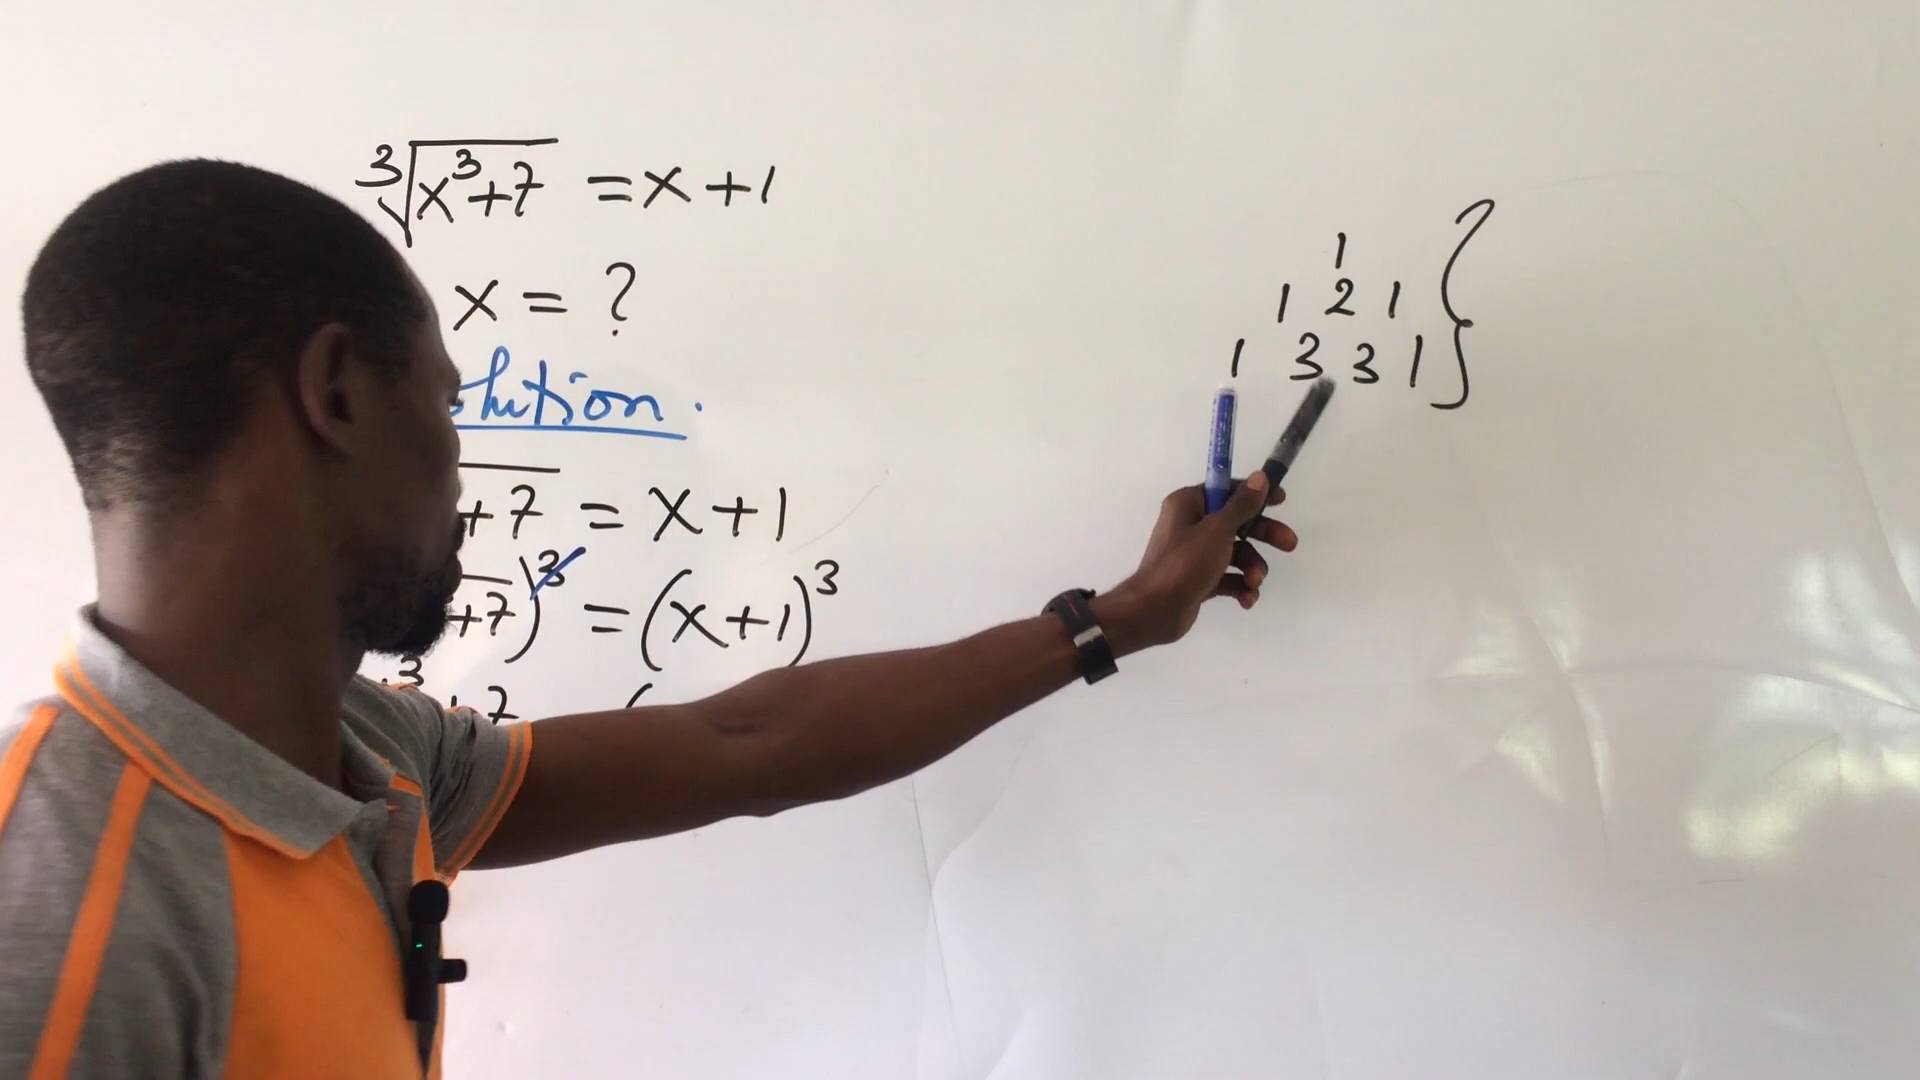 ∛(x³+7) = x+1
x = ?
lution.
+7 = x+1
+7)³ = (x+1)³
³+7 (
1
1 2 1
1 3 3 1